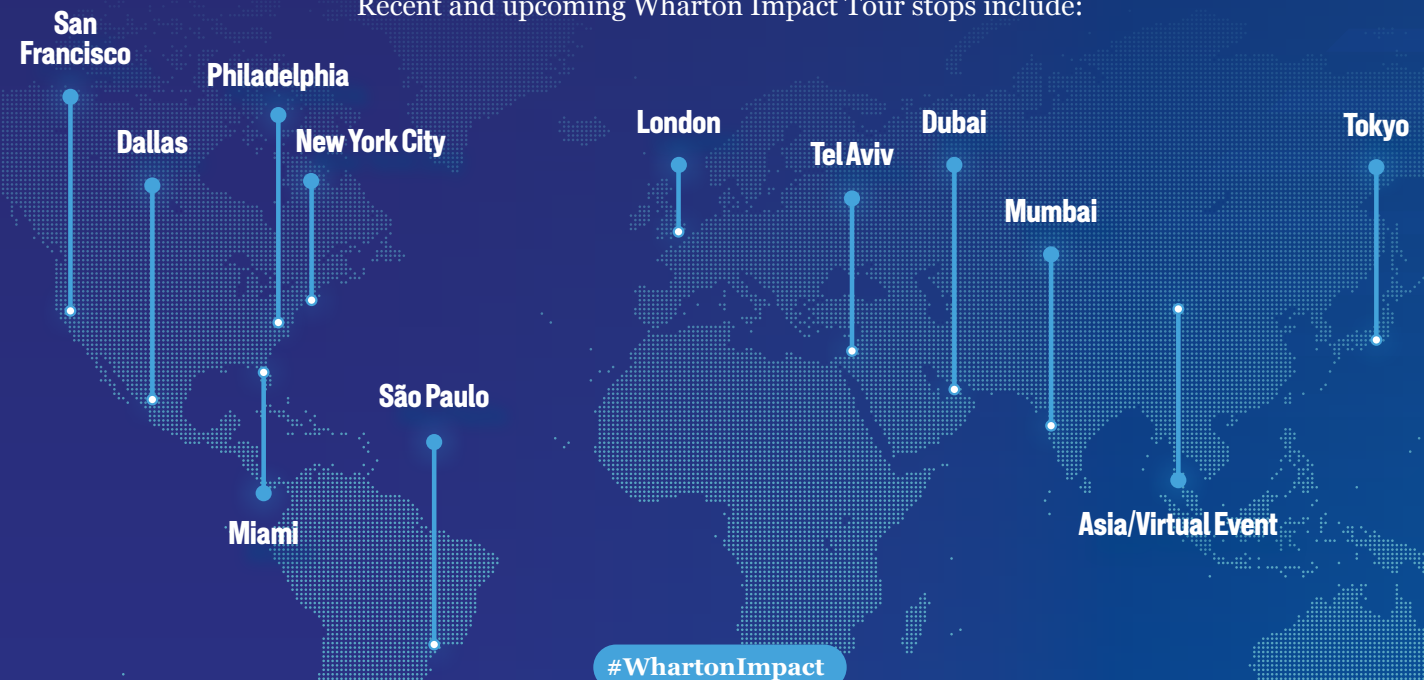 Recent and upcoming Wharton Impact Tour stops include:
San
Francisco
Philadelphia
Dallas
New York City
London
Tel Aviv
Dubai
Tokyo
Mumbai
São Paulo
Miami
Asia/Virtual Event
#WhartonImpact